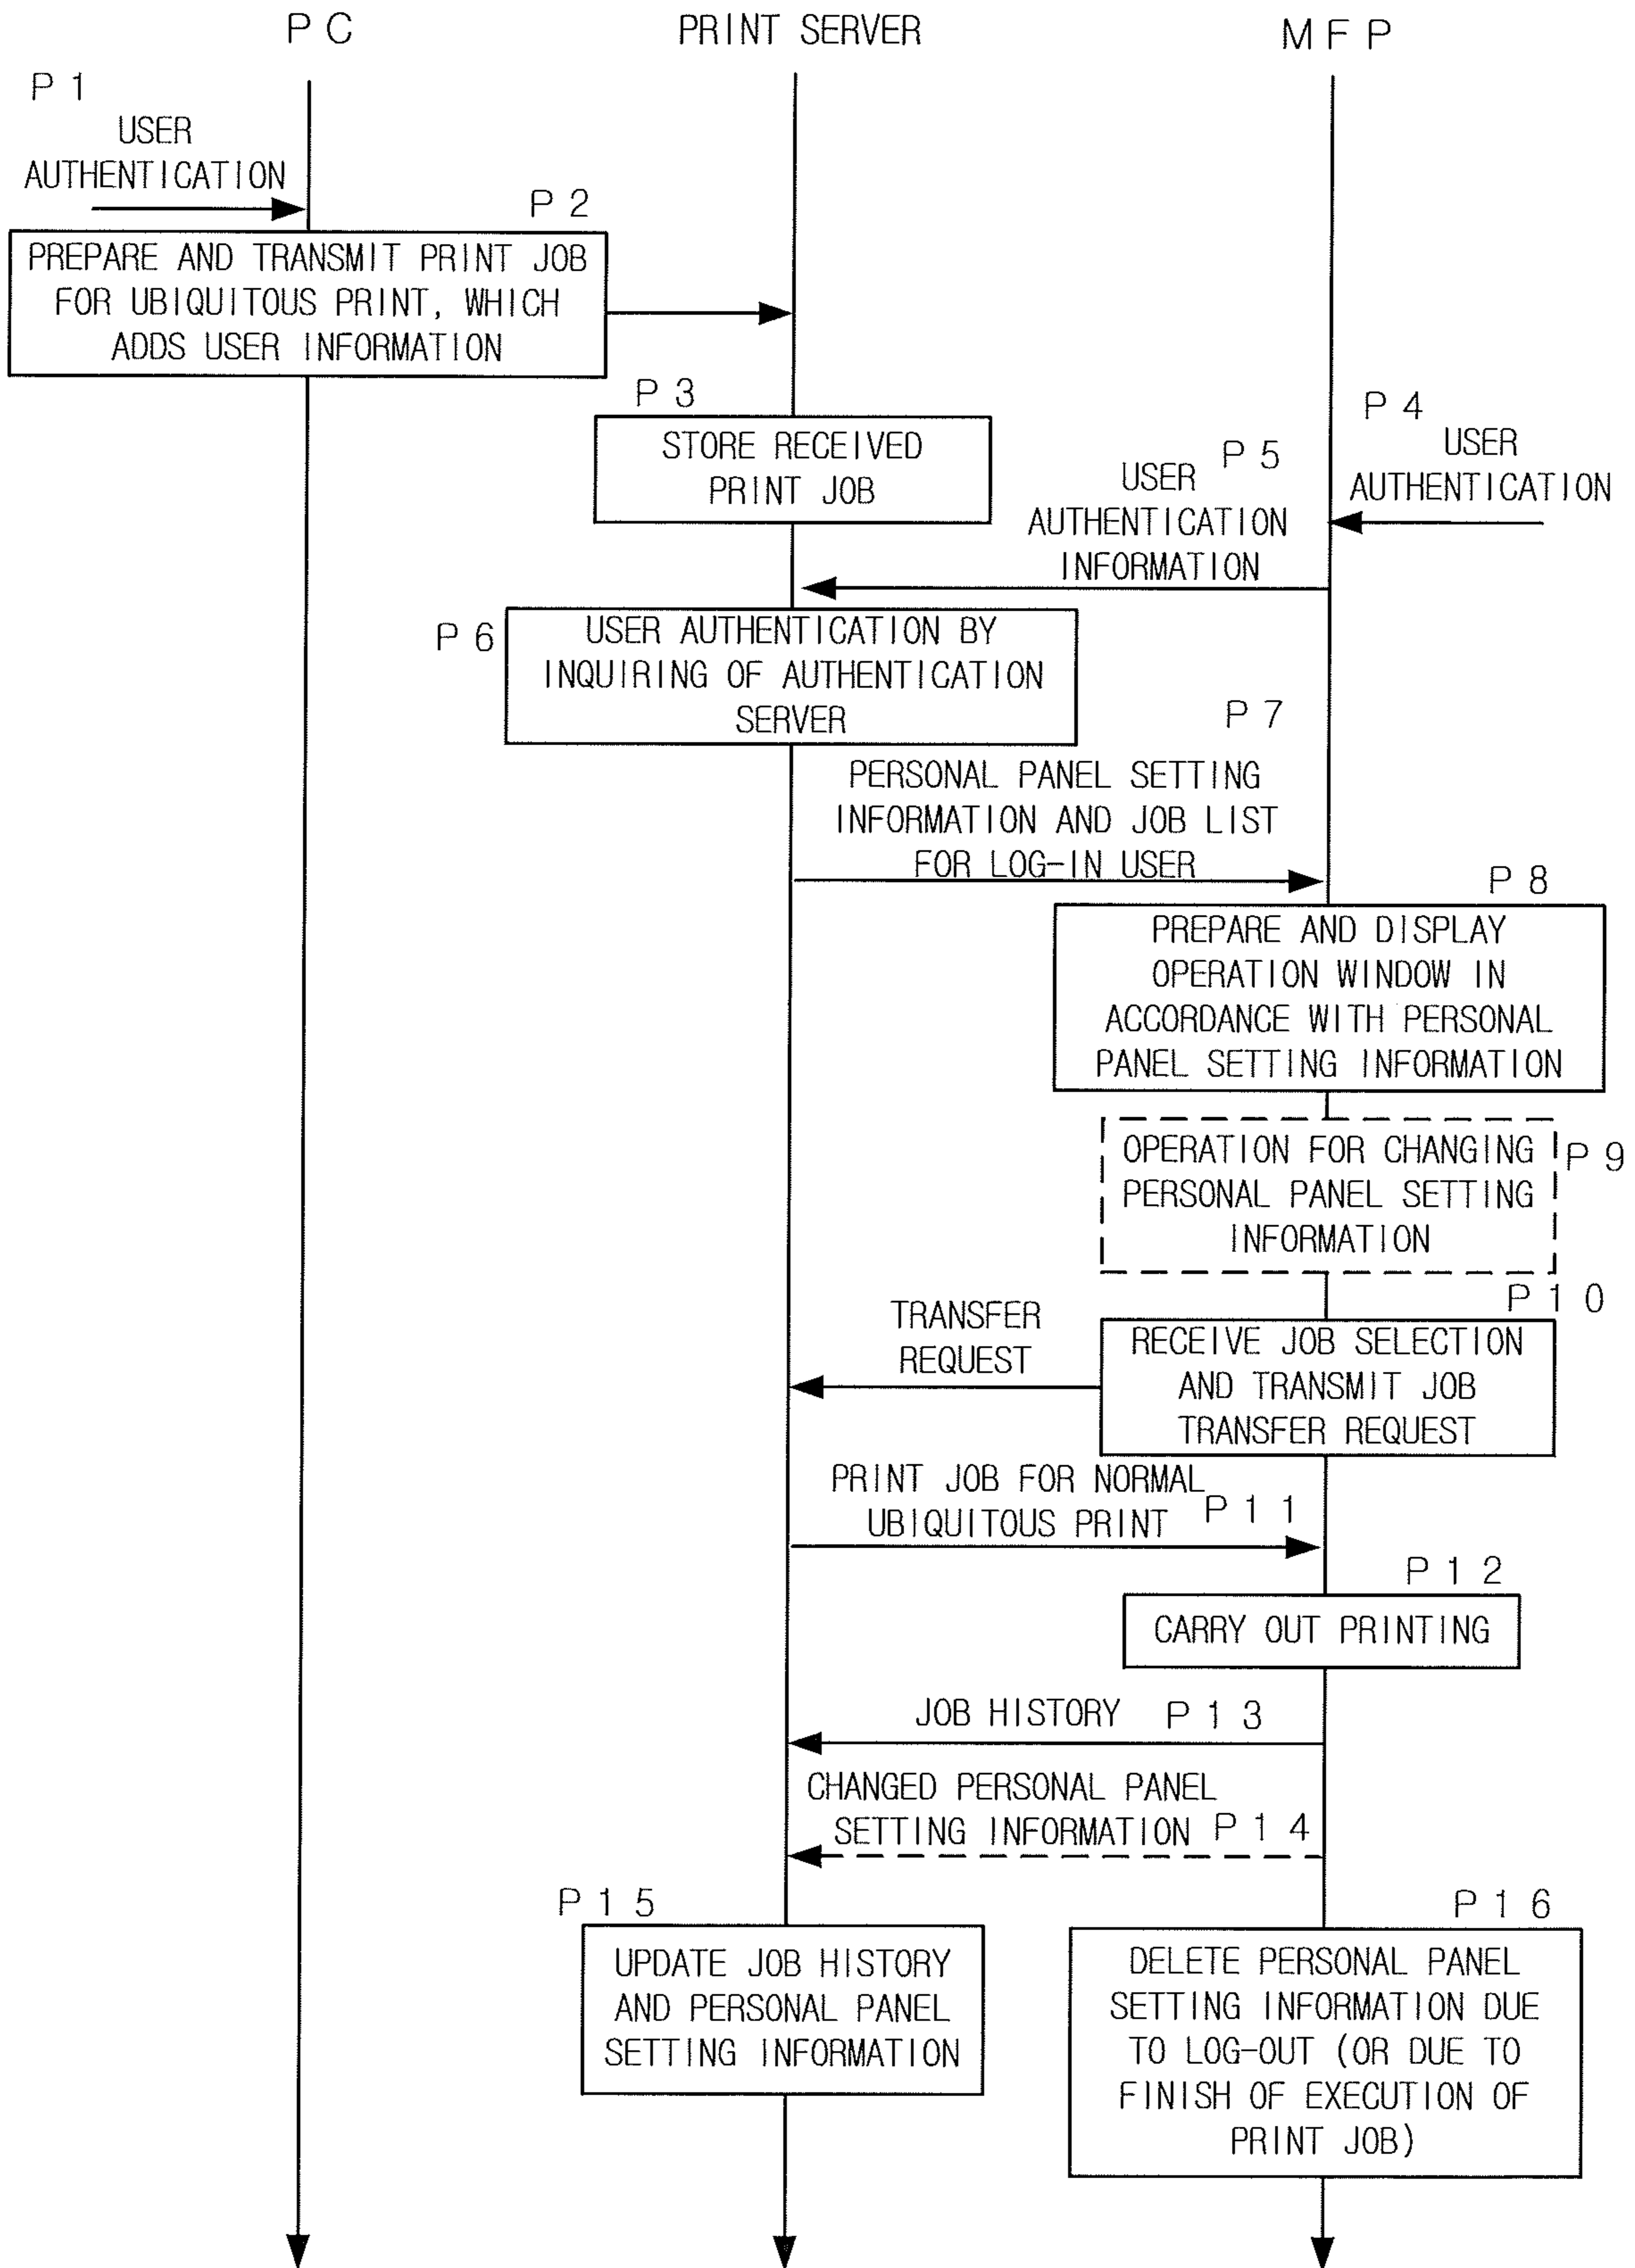 PC
PRINT SERVER
MFP
P1
USER
AUTHENTICATION
P2
PREPARE AND TRANSMIT PRINT JOB
FOR UBIQUITOUS PRINT, WHICH
ADDS USER INFORMATION
P3
STORE RECEIVED
PRINT JOB
P4
USER
AUTHENTICATION
P5
USER
AUTHENTICATION
INFORMATION
P6
USER AUTHENTICATION BY
INQUIRING OF AUTHENTICATION
SERVER
P7
PERSONAL PANEL SETTING
INFORMATION AND JOB LIST
FOR LOG-IN USER
P8
PREPARE AND DISPLAY
OPERATION WINDOW IN
ACCORDANCE WITH PERSONAL
PANEL SETTING INFORMATION
OPERATION FOR CHANGING
PERSONAL PANEL SETTING
INFORMATION
P9
P10
RECEIVE JOB SELECTION
AND TRANSMIT JOB
TRANSFER REQUEST
TRANSFER
REQUEST
PRINT JOB FOR NORMAL
UBIQUITOUS PRINT P11
P12
CARRY OUT PRINTING
JOB HISTORY P13
CHANGED PERSONAL PANEL
SETTING INFORMATION P14
P15
UPDATE JOB HISTORY
AND PERSONAL PANEL
SETTING INFORMATION
P16
DELETE PERSONAL PANEL
SETTING INFORMATION DUE
TO LOG-OUT (OR DUE TO
FINISH OF EXECUTION OF
PRINT JOB)